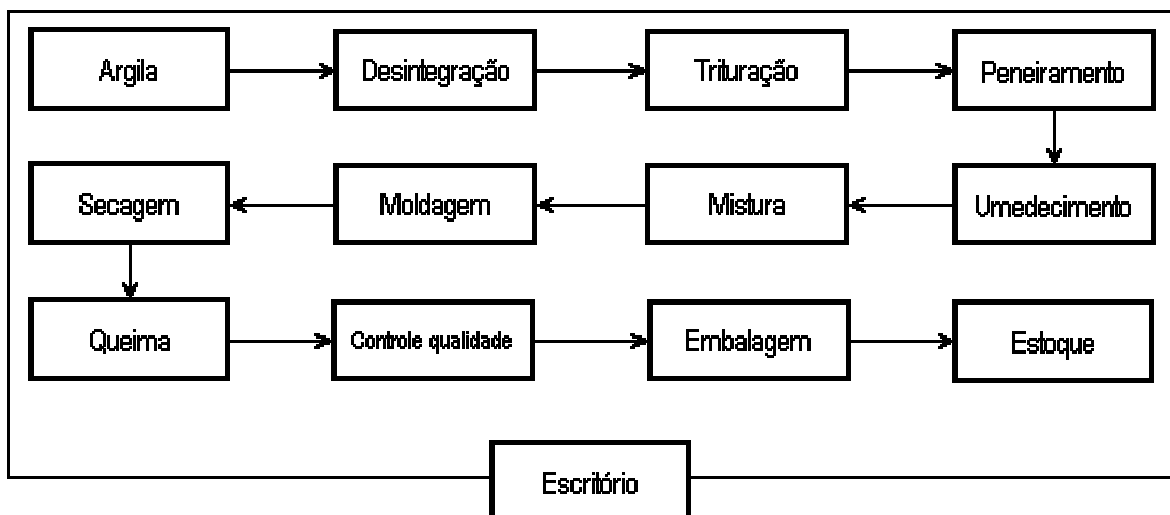 Argila
Desintegração
Trituração
Peneiramento
Secagem
Moldagem
Mistura
Umedecimento
Queima
Controle qualidade
Embalagem
Estoque
Escritório